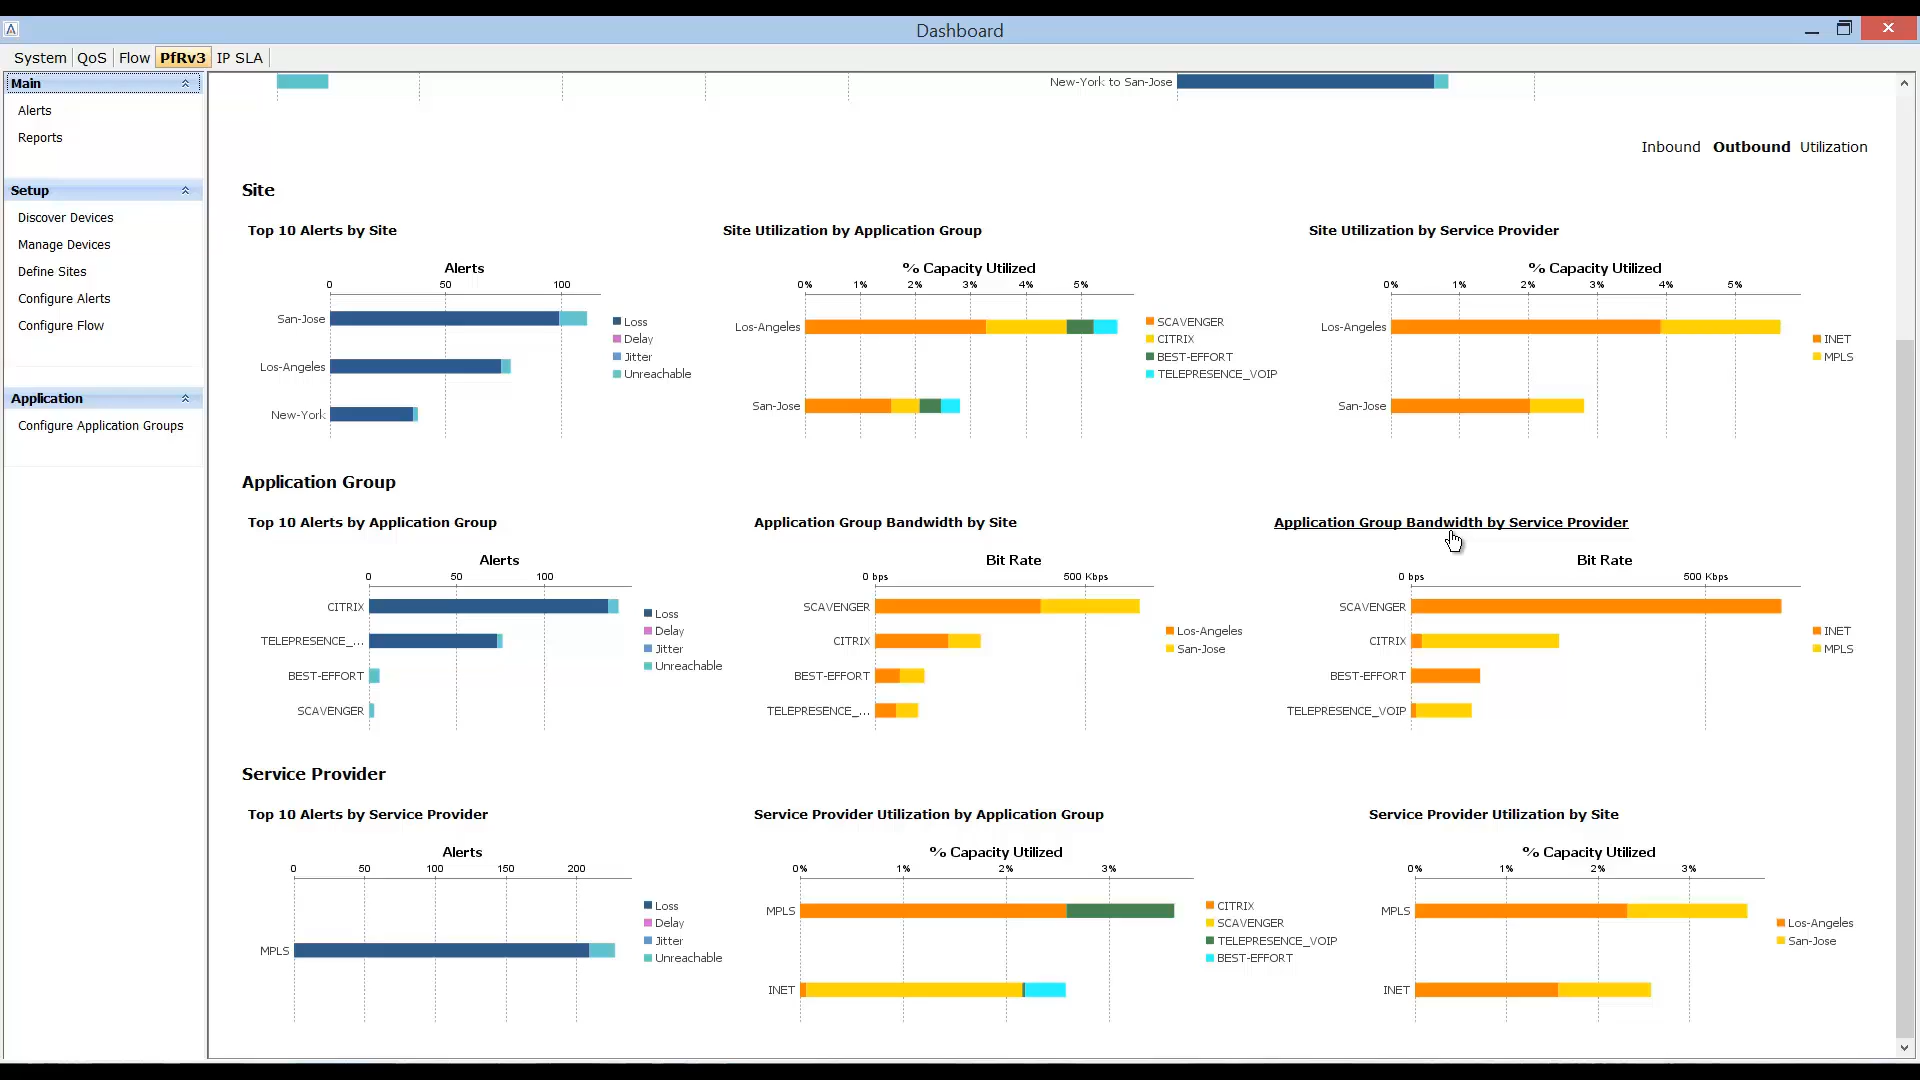 Dashboard
System QoS Flow PfRv3 IP SLA
Main
Alerts
Reports
Setup
Discover Devices
Manage Devices
Define Sites
Configure Alerts
Configure Flow
Application
Configure Application Groups
New-York to San-Jose
Inbound Outbound Utilization
Site
Top 10 Alerts by Site
Alerts
0 50 100
San-Jose
Los-Angeles
New-York
Loss
Delay
Jitter
Unreachable
Site Utilization by Application Group
% Capacity Utilized
0% 1% 2% 3% 4% 5%
Los-Angeles
San-Jose
SCAVENGER
CITRIX
BEST-EFFORT
TELEPRESENCE_VOIP
Site Utilization by Service Provider
% Capacity Utilized
0% 1% 2% 3% 4% 5%
Los-Angeles
San-Jose
INET
MPLS
Application Group
Top 10 Alerts by Application Group
Alerts
0 50 100
CITRIX
TELEPRESENCE_...
BEST-EFFORT
SCAVENGER
Loss
Delay
Jitter
Unreachable
Application Group Bandwidth by Site
Bit Rate
0 bps 500 Kbps
SCAVENGER
CITRIX
BEST-EFFORT
TELEPRESENCE_...
Los-Angeles
San-Jose
Application Group Bandwidth by Service Provider
Bit Rate
0 bps 500 Kbps
SCAVENGER
CITRIX
BEST-EFFORT
TELEPRESENCE_VOIP
INET
MPLS
Service Provider
Top 10 Alerts by Service Provider
Alerts
0 50 100 150 200
MPLS
Loss
Delay
Jitter
Unreachable
Service Provider Utilization by Application Group
% Capacity Utilized
0% 1% 2% 3%
MPLS
INET
CITRIX
SCAVENGER
TELEPRESENCE_VOIP
BEST-EFFORT
Service Provider Utilization by Site
% Capacity Utilized
0% 1% 2% 3%
MPLS
INET
Los-Angeles
San-Jose